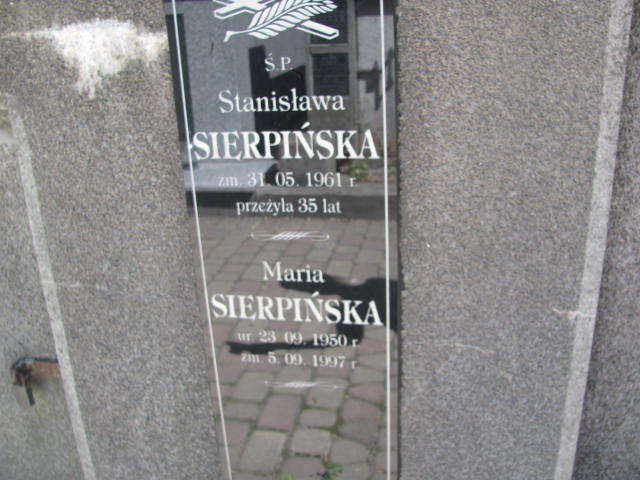 Ś.P.
Stanisława
SIERPIŃSKA
zm. 31. 05. 1961 r.
przeżyła 35 lat
Maria
SIERPIŃSKA
ur. 23. 09. 1950 r.
zm. 5. 09. 1997 r